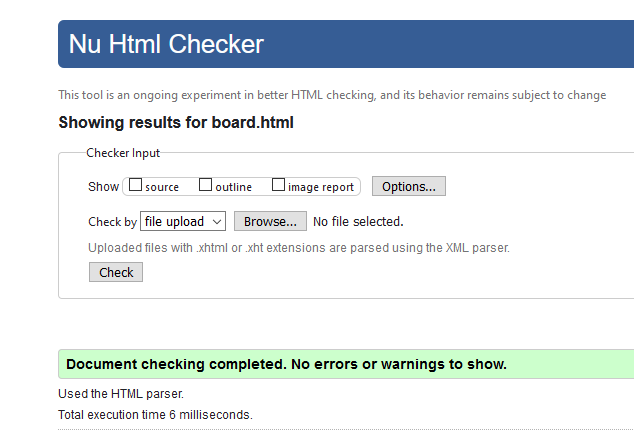 Nu Html Checker
This tool is an ongoing experiment in better HTML checking, and its behavior remains subject to change
Showing results for board.html
Checker Input
Show source outline image report Options...
Check by file upload Browse... No file selected.
Uploaded files with .xhtml or .xht extensions are parsed using the XML parser.
Check
Document checking completed. No errors or warnings to show.
Used the HTML parser.
Total execution time 6 milliseconds.